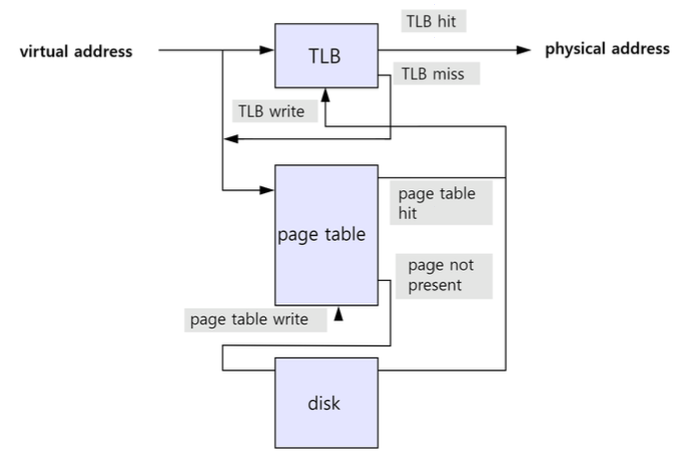 TLB hit
virtual address
TLB
physical address
TLB miss
TLB write
page table
hit
page table
page not
present
page table write
disk